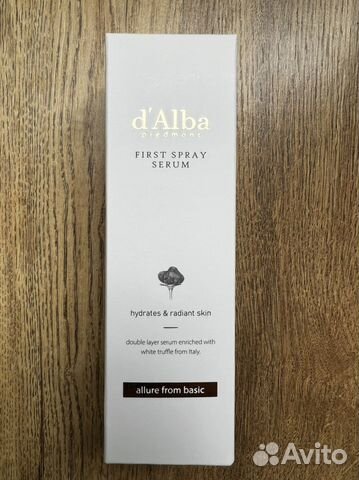 d'Alba
piedmont
FIRST SPRAY
SERUM
hydrates & radiant skin
double layer serum enriched with
white truffle from Italy.
allure from basic
Avito